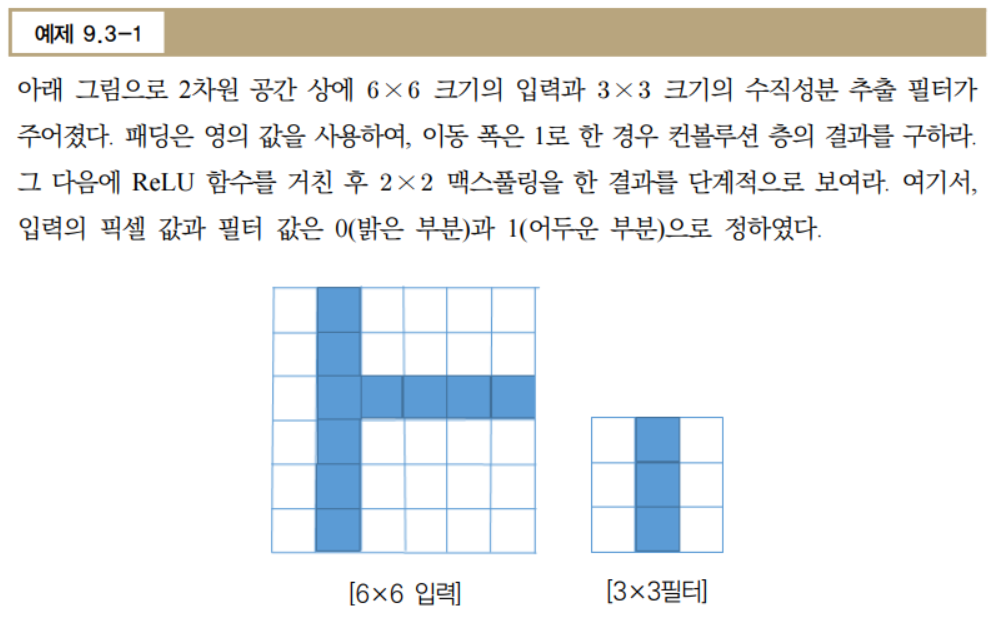 예제 9.3-1
아래 그림으로 2차원 공간 상에 6×6 크기의 입력과 3×3 크기의 수직성분 추출 필터가
주어졌다. 패딩은 영의 값을 사용하여, 이동 폭은 1로 한 경우 컨볼루션 층의 결과를 구하라.
그 다음에 ReLU 함수를 거친 후 2×2 맥스풀링을 한 결과를 단계적으로 보여라. 여기서,
입력의 픽셀 값과 필터 값은 0(밝은 부분)과 1(어두운 부분)으로 정하였다.
[6×6 입력]
[3×3필터]